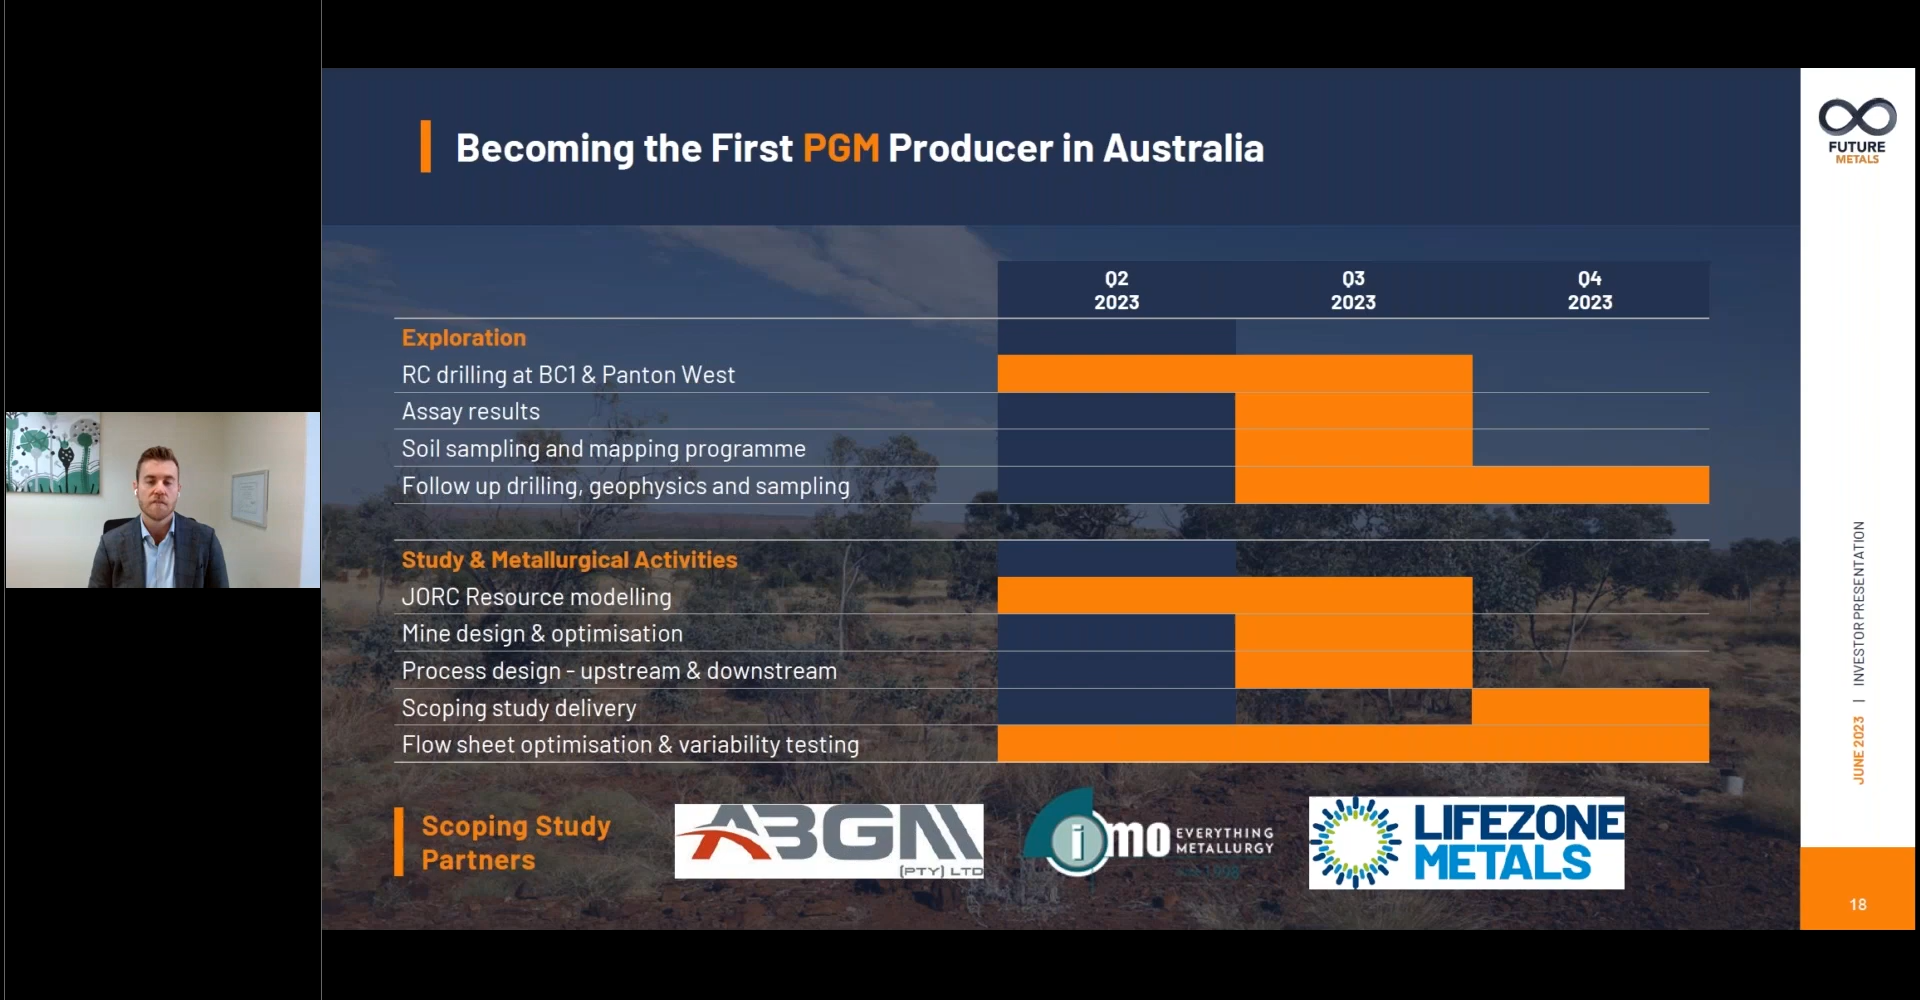 Becoming the First PGM Producer in Australia
FUTURE
METALS
Q2
2023
Q3
2023
Q4
2023
Exploration
RC drilling at BC1 & Panton West
Assay results
Soil sampling and mapping programme
Follow up drilling, geophysics and sampling
Study & Metallurgical Activities
JORC Resource modelling
Mine design & optimisation
Process design - upstream & downstream
Scoping study delivery
Flow sheet optimisation & variability testing
Scoping Study
Partners
ABGM
(PTY) LTD
imo
EVERYTHING
METALLURGY
LIFEZONE
METALS
JUNE 2023 | INVESTOR PRESENTATION
18